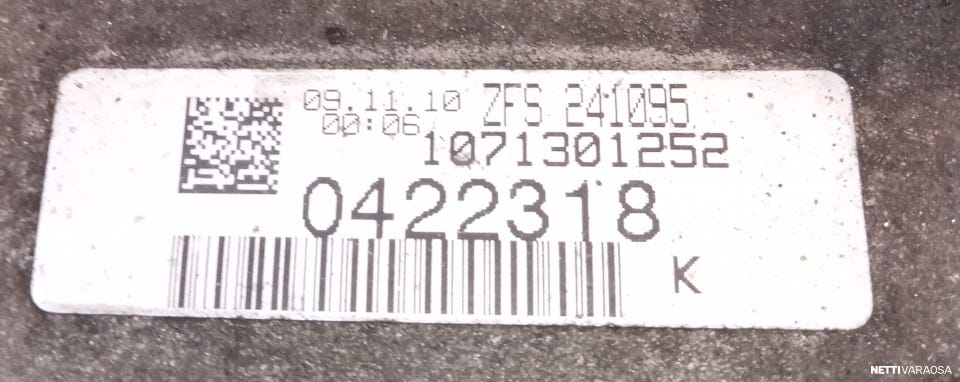 09.11.10 ZFS 241095
00:06
1071301252
0422318
K
NETTIVARAOSA